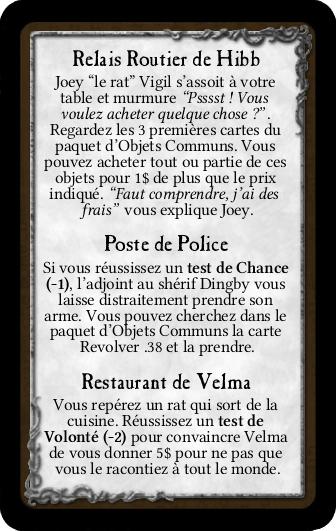 Relais Routier de Hibb
Joey “le rat” Vigil s’assoit à votre
table et murmure “Psssst ! Vous
voulez acheter quelque chose ?”.
Regardez les 3 premières cartes du
paquet d’Objets Communs. Vous
pouvez acheter tout ou partie de ces
objets pour 1$ de plus que le prix
indiqué. “Faut comprendre, j’ai des
frais” vous explique Joey.
Poste de Police
Si vous réussissez un test de Chance
(-1), l’adjoint au shérif Dingby vous
laisse distraitement prendre son
arme. Vous pouvez cherchez dans le
paquet d’Objets Communs la carte
Revolver .38 et la prendre.
Restaurant de Velma
Vous repérez un rat qui sort de la
cuisine. Réussissez un test de
Volonté (-2) pour convaincre Velma
de vous donner 5$ pour ne pas que
vous le racontiez à tout le monde.